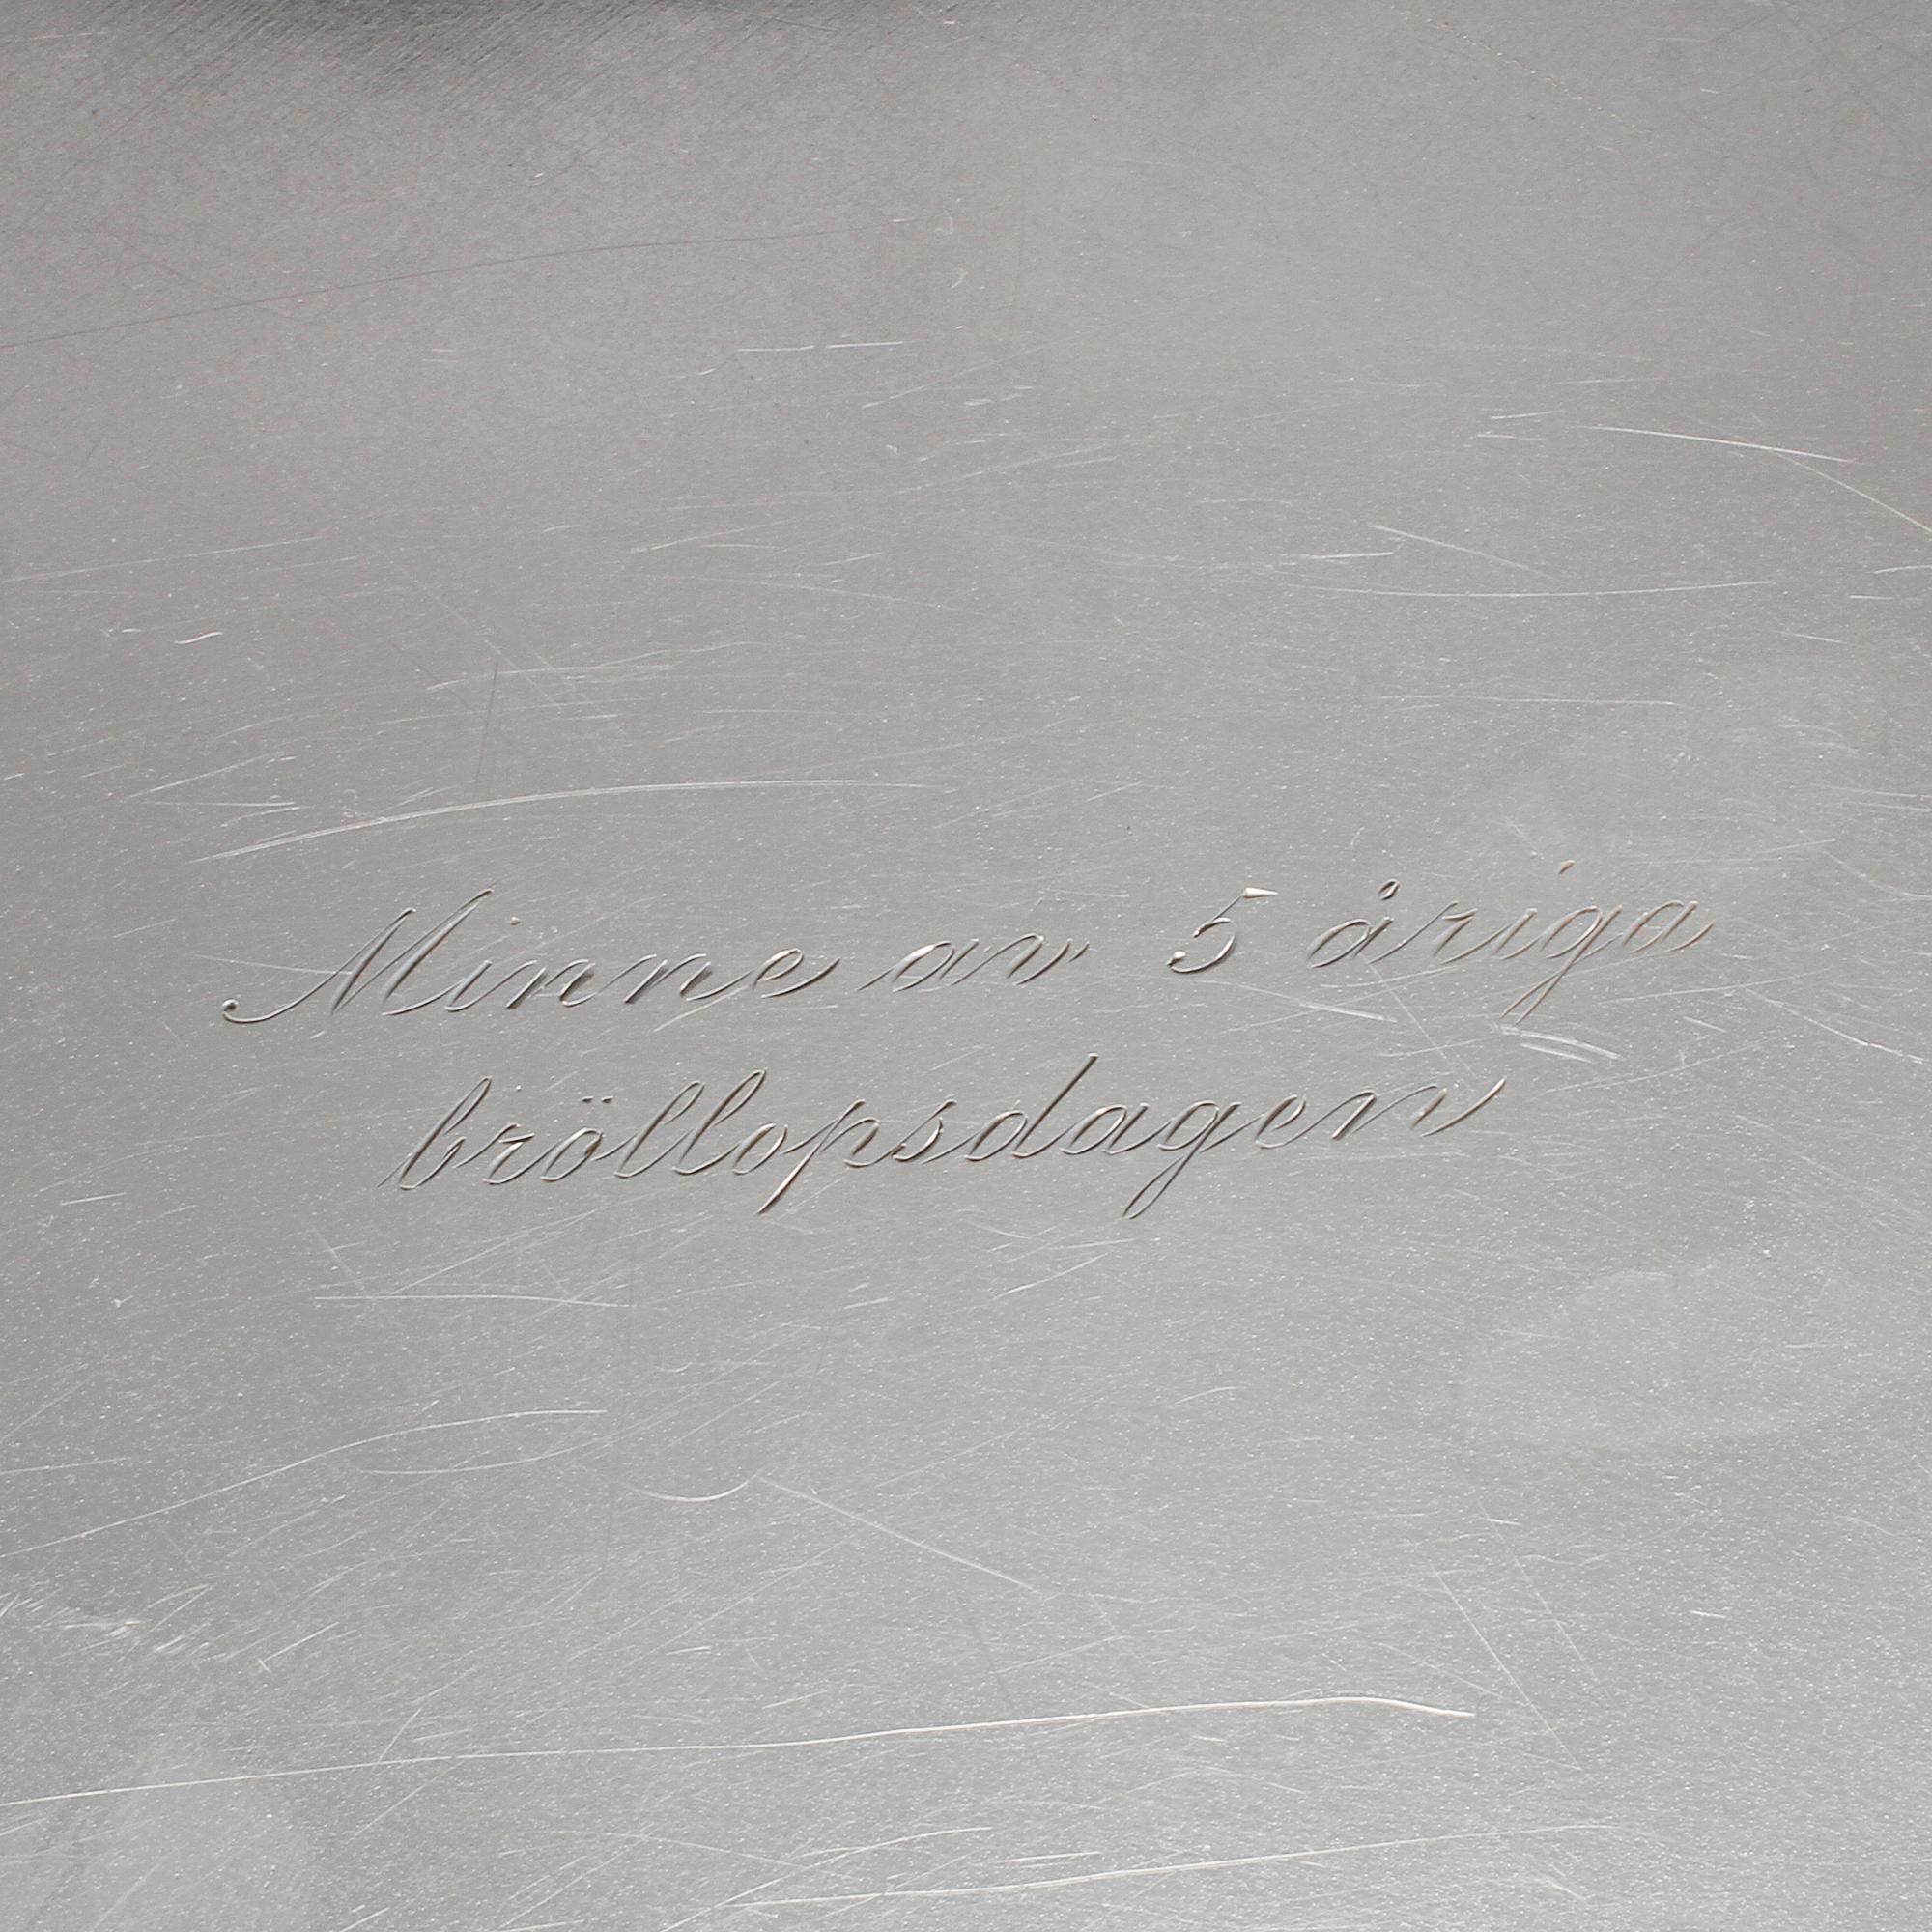 Minne av 5 åriga
bröllopsdagen